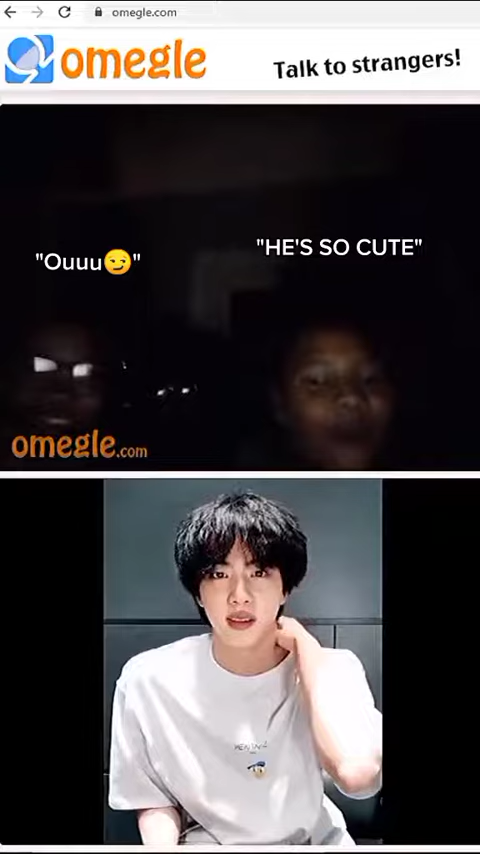 omegle.com
omegle
Talk to strangers!
"HE'S SO CUTE"
"Ouuu😏"
omegle.com